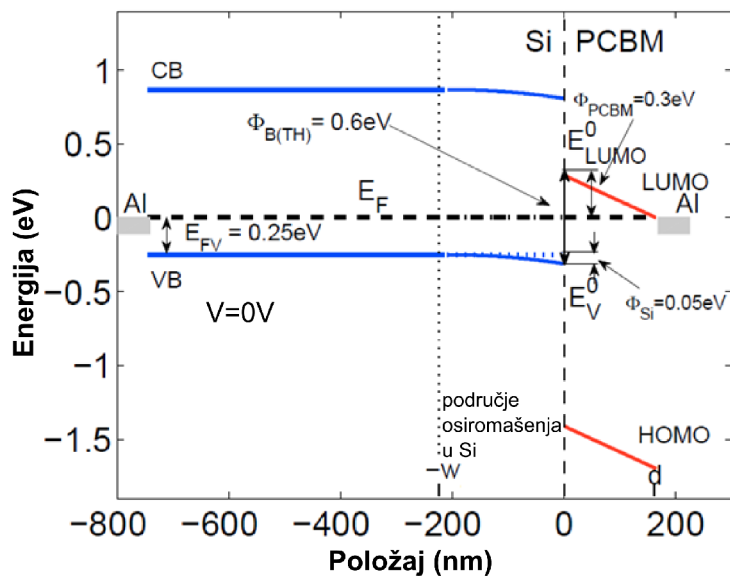 Si PCBM
CB
Φ_PCBM=0.3eV
Φ_B(TH) = 0.6eV
E⁰_LUMO
LUMO
Al
E_F
Al
E_FV = 0.25eV
VB
E⁰_V
Φ_Si=0.05eV
V=0V
područje
osiromašenja
u Si
HOMO
−w
d
1
0.5
0
−0.5
−1
−1.5
Energija (eV)
−800 −600 −400 −200 0 200
Položaj (nm)